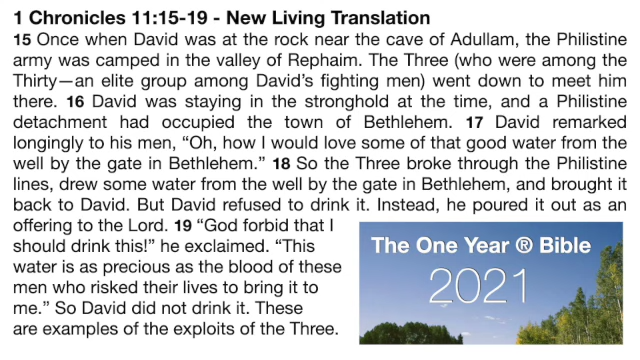 1 Chronicles 11:15-19 - New Living Translation
15 Once when David was at the rock near the cave of Adullam, the Philistine
army was camped in the valley of Rephaim. The Three (who were among the
Thirty—an elite group among David's fighting men) went down to meet him
there. 16 David was staying in the stronghold at the time, and a Philistine
detachment had occupied the town of Bethlehem. 17 David remarked
longingly to his men, “Oh, how I would love some of that good water from the
well by the gate in Bethlehem.” 18 So the Three broke through the Philistine
lines, drew some water from the well by the gate in Bethlehem, and brought it
back to David. But David refused to drink it. Instead, he poured it out as an
offering to the Lord. 19 “God forbid that I
should drink this!” he exclaimed. “This
water is as precious as the blood of these
men who risked their lives to bring it to
me.” So David did not drink it. These
are examples of the exploits of the Three.
The One Year ® Bible
2021